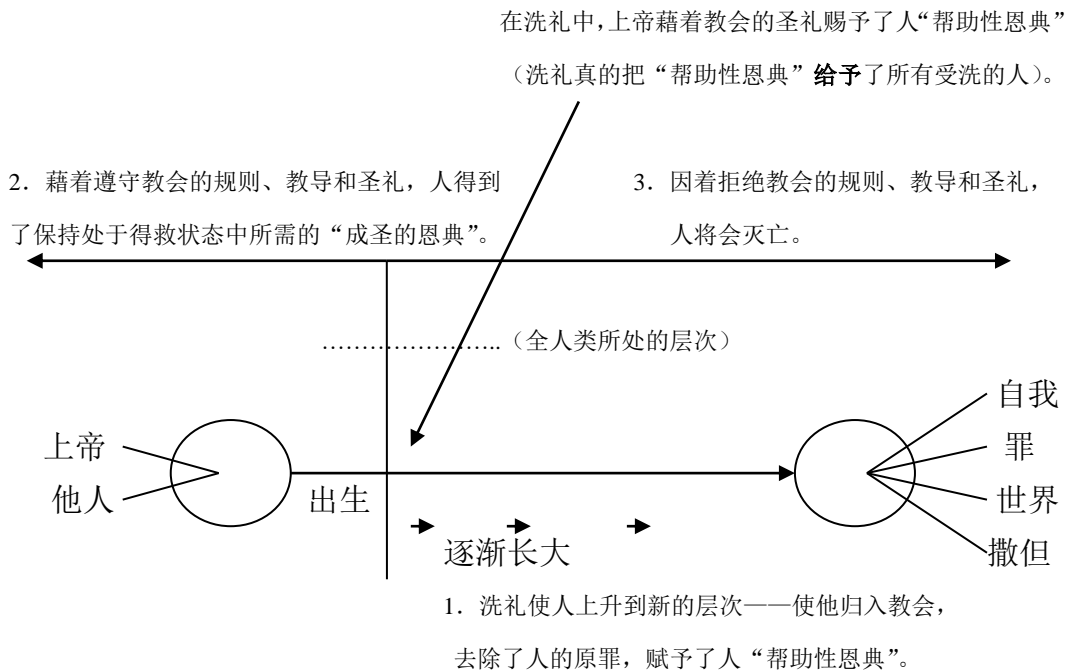 在洗礼中，上帝藉着教会的圣礼赐予了人“帮助性恩典”
（洗礼真的把“帮助性恩典”给予了所有受洗的人）。
2．藉着遵守教会的规则、教导和圣礼，人得到
了保持处于得救状态中所需的“成圣的恩典”。
3．因着拒绝教会的规则、教导和圣礼，
人将会灭亡。
…………………..（全人类所处的层次）
上帝
他人
出生
逐渐长大
自我
罪
世界
撒但
1．洗礼使人上升到新的层次——使他归入教会，
去除了人的原罪，赋予了人“帮助性恩典”。